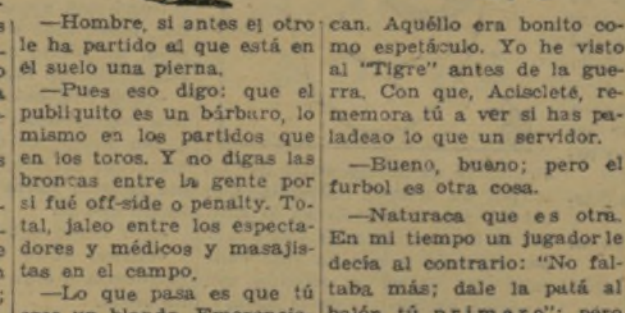 —Hombre, si antes el otro
le ha partido al que está en
el suelo una pierna.
—Pues eso digo: que el
publiquito es un bárbaro, lo
mismo en los partidos que
en los toros. Y no digas las
broncas entre la gente por
si fué off-side o penalty. To-
tal, jaleo entre los especta-
dores y médicos y masajis-
tas en el campo.
—Lo que pasa es que tú
can. Aquéllo era bonito co-
mo espetáculo. Yo he visto
al "Tigre" antes de la gue-
rra. Con que, Aciscleté, re-
memora tú a ver si has pa-
ladeao lo que un servidor.
—Bueno, bueno; pero el
furbol es otra cosa.
—Naturaca que es otra.
En mi tiempo un jugador le
decía al contrario: "No fal-
taba más; dale la patá al
balón tú primero"; pero